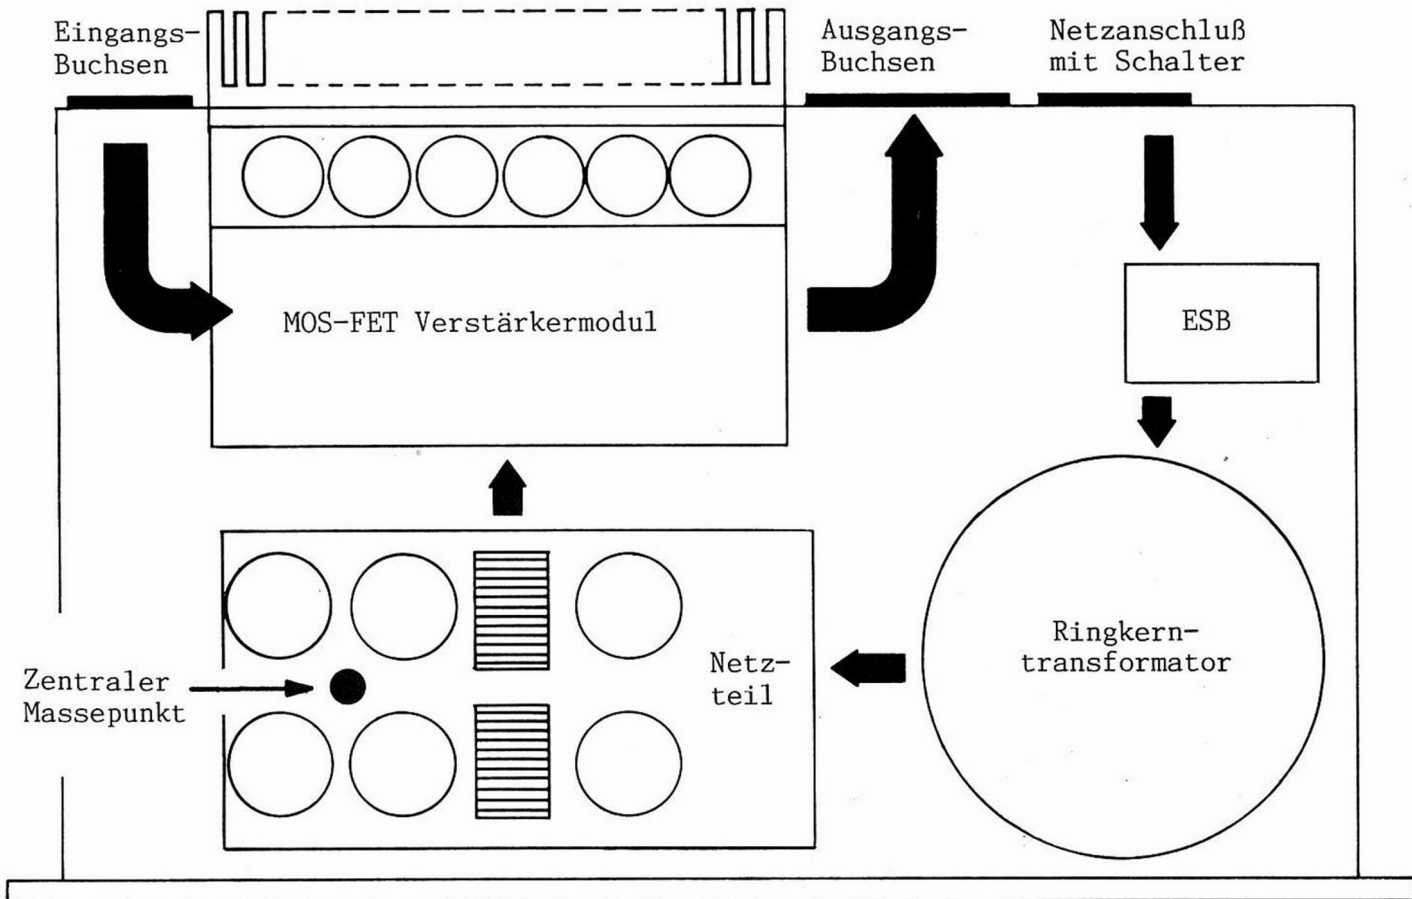 Eingangs-
Buchsen
Ausgangs-
Buchsen
Netzanschluß
mit Schalter
MOS-FET Verstärkermodul
ESB
Ringkern-
transformator
Netz-
teil
Zentraler
Massepunkt